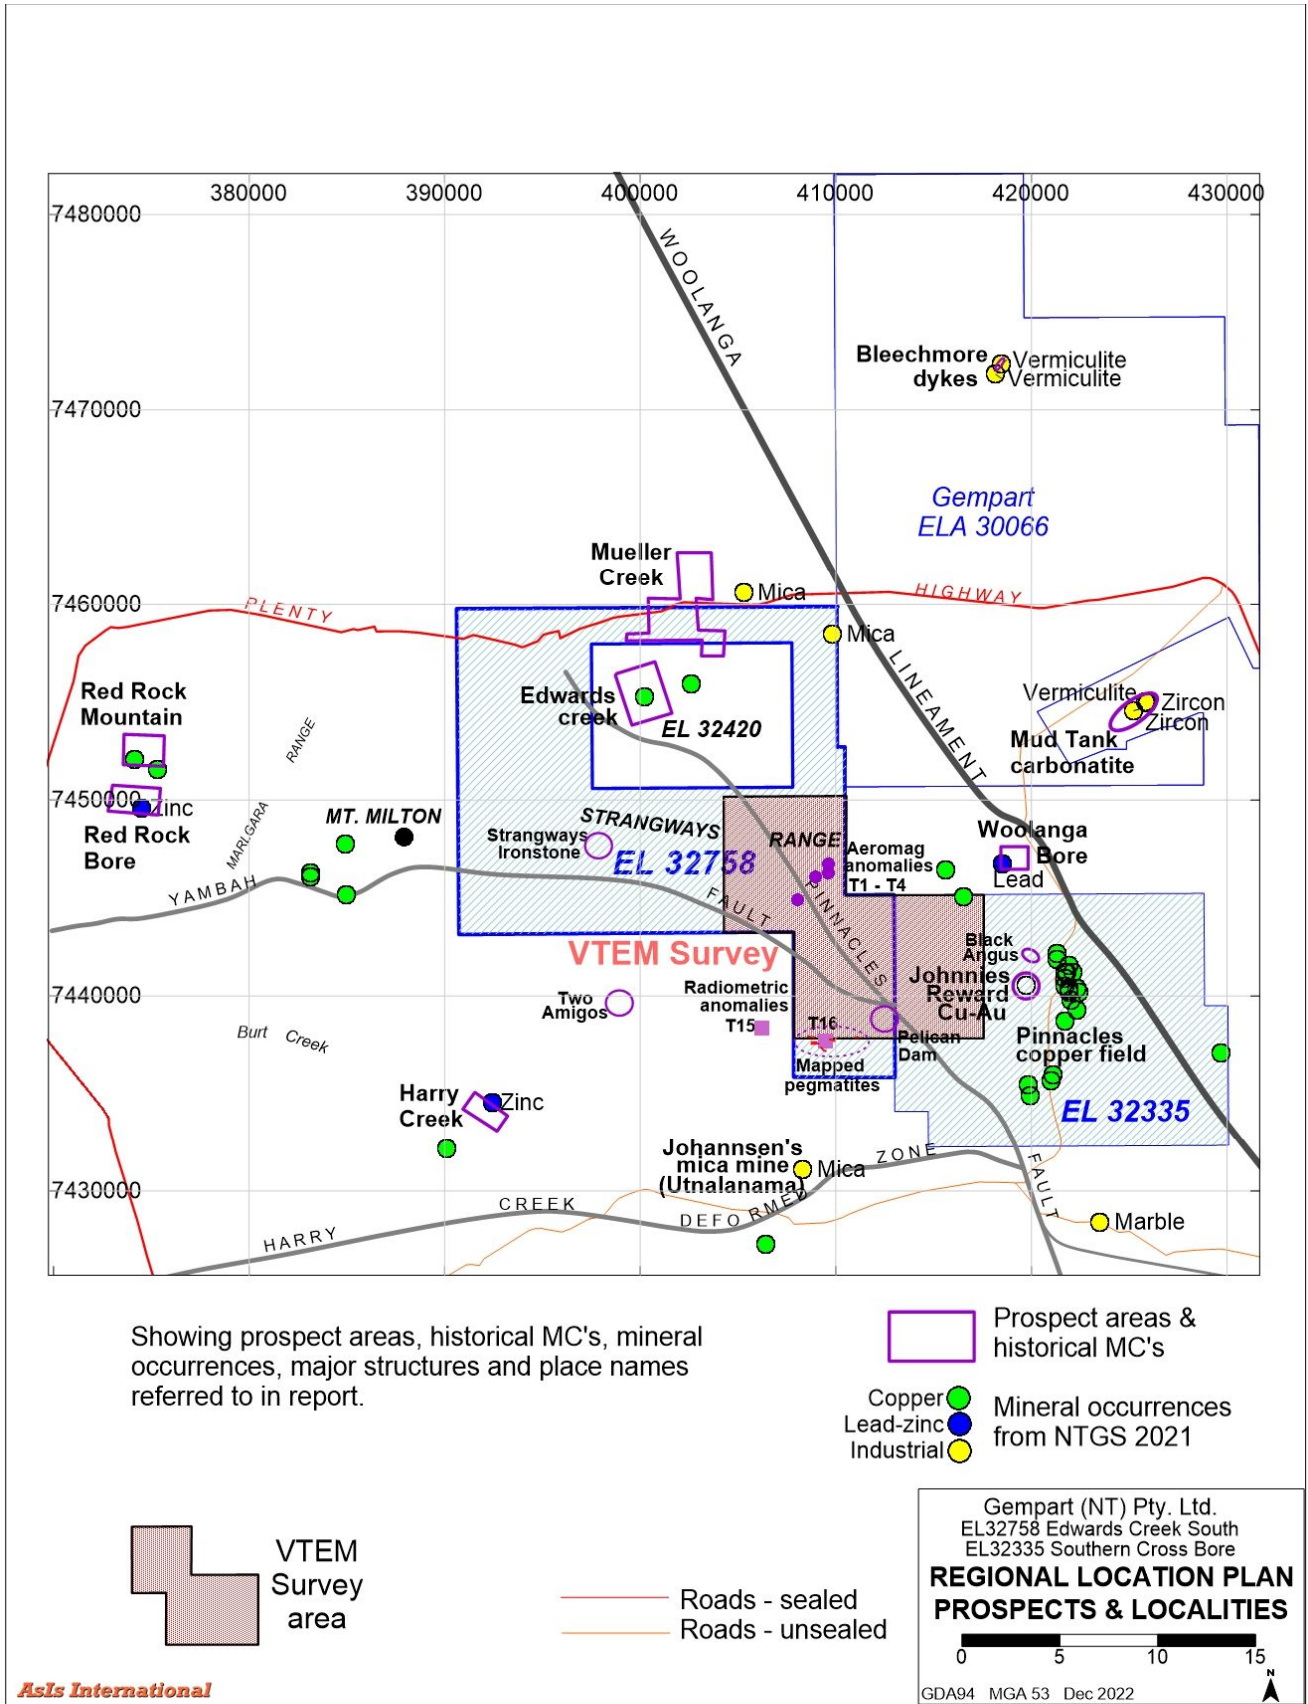 380000
390000
400000
410000
420000
430000
7480000
WOOLANGA
Bleechmore
dykes
Vermiculite
Vermiculite
7470000
Gempart
ELA 30066
Mueller
Creek
Mica
7460000
PLENTY
HIGHWAY
Mica
LINEAMENT
Red Rock
Mountain
RANGE
Edwards
creek
EL 32420
Vermiculite
Zircon
Zircon
Mud Tank
carbonatite
7450000
Zinc
Red Rock
Bore
MARLGARA
MT. MILTON
STRANGWAYS
RANGE
Strangways
Ironstone
EL 32758
Aeromag
anomalies
T1 - T4
Woolanga
Bore
Lead
YAMBAH
FAULT
PINNACLES
VTEM Survey
Black
Angus
7440000
Two
Amigos
Radiometric
anomalies
T15
T16
Johnnies
Reward
Cu-Au
Burt Creek
Pelican
Dam
Pinnacles
copper field
Mapped
pegmatites
Harry
Creek
Zinc
EL 32335
Johannsen's
mica mine
(Utnalanama)
Mica
ZONE
7430000
FAULT
HARRY
CREEK
DEFORMED
Marble
Showing prospect areas, historical MC's, mineral
occurrences, major structures and place names
referred to in report.
Prospect areas &
historical MC's
Copper
Lead-zinc
Industrial
Mineral occurrences
from NTGS 2021
VTEM
Survey
area
Roads - sealed
Roads - unsealed
Gempart (NT) Pty. Ltd.
EL32758 Edwards Creek South
EL32335 Southern Cross Bore
REGIONAL LOCATION PLAN
PROSPECTS & LOCALITIES
0 5 10 15
N
GDA94 MGA 53 Dec 2022
AsIs International